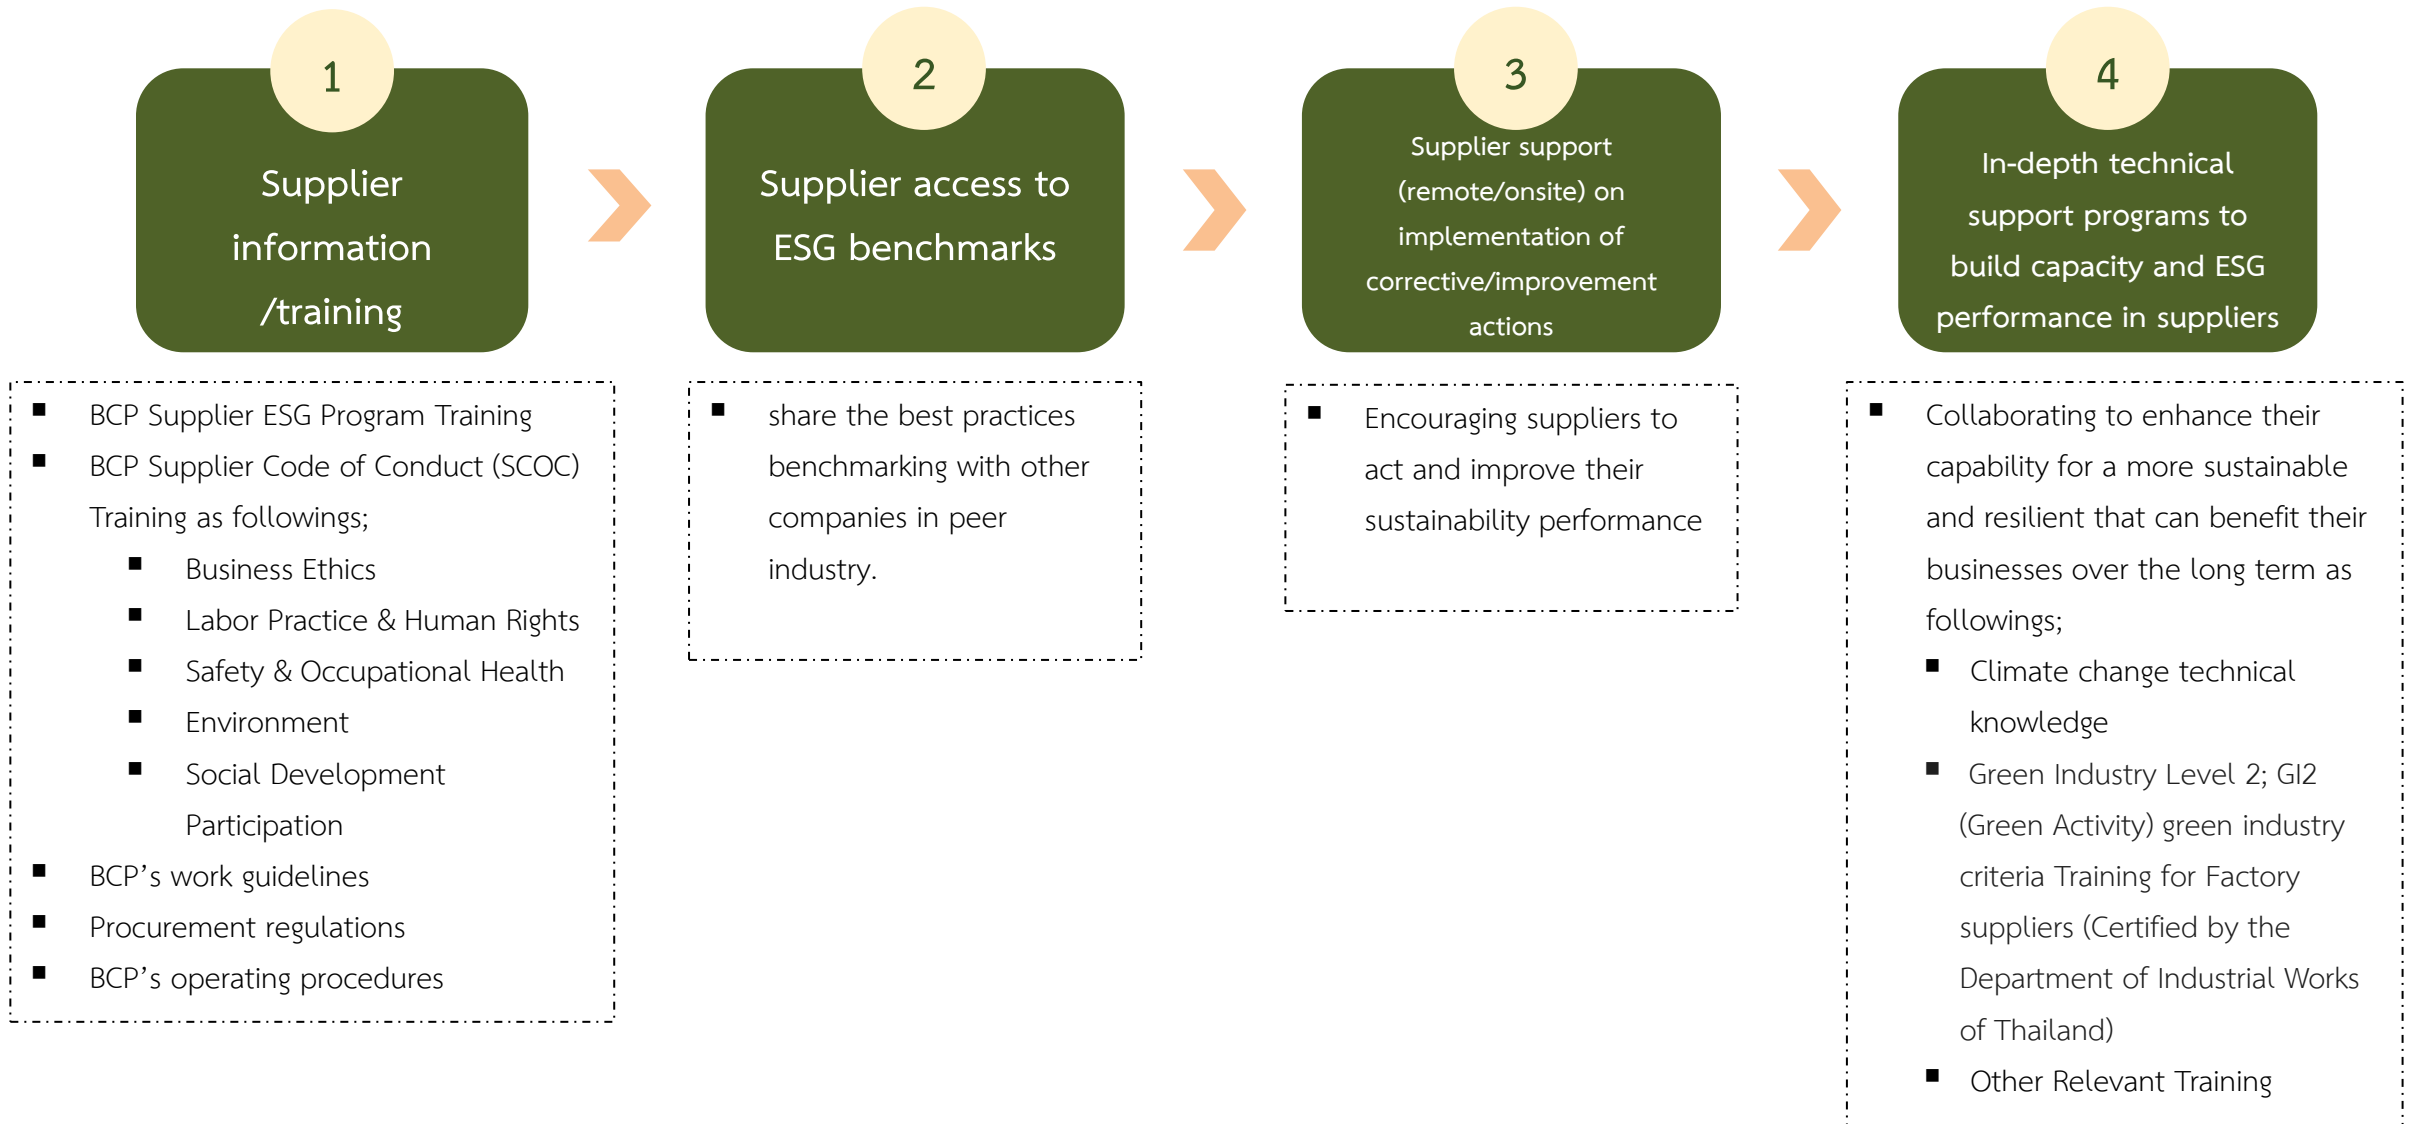 1
Supplier
information
/training
2
Supplier access to
ESG benchmarks
3
Supplier support
(remote/onsite) on
implementation of
corrective/improvement
actions
4
In-depth technical
support programs to
build capacity and ESG
performance in suppliers
▪ BCP Supplier ESG Program Training
▪ BCP Supplier Code of Conduct (SCOC)
Training as followings;
▪ Business Ethics
▪ Labor Practice & Human Rights
▪ Safety & Occupational Health
▪ Environment
▪ Social Development
Participation
▪ BCP’s work guidelines
▪ Procurement regulations
▪ BCP’s operating procedures
▪ share the best practices
benchmarking with other
companies in peer
industry.
▪ Encouraging suppliers to
act and improve their
sustainability performance
▪ Collaborating to enhance their
capability for a more sustainable
and resilient that can benefit their
businesses over the long term as
followings;
▪ Climate change technical
knowledge
▪ Green Industry Level 2; GI2
(Green Activity) green industry
criteria Training for Factory
suppliers (Certified by the
Department of Industrial Works
of Thailand)
▪ Other Relevant Training